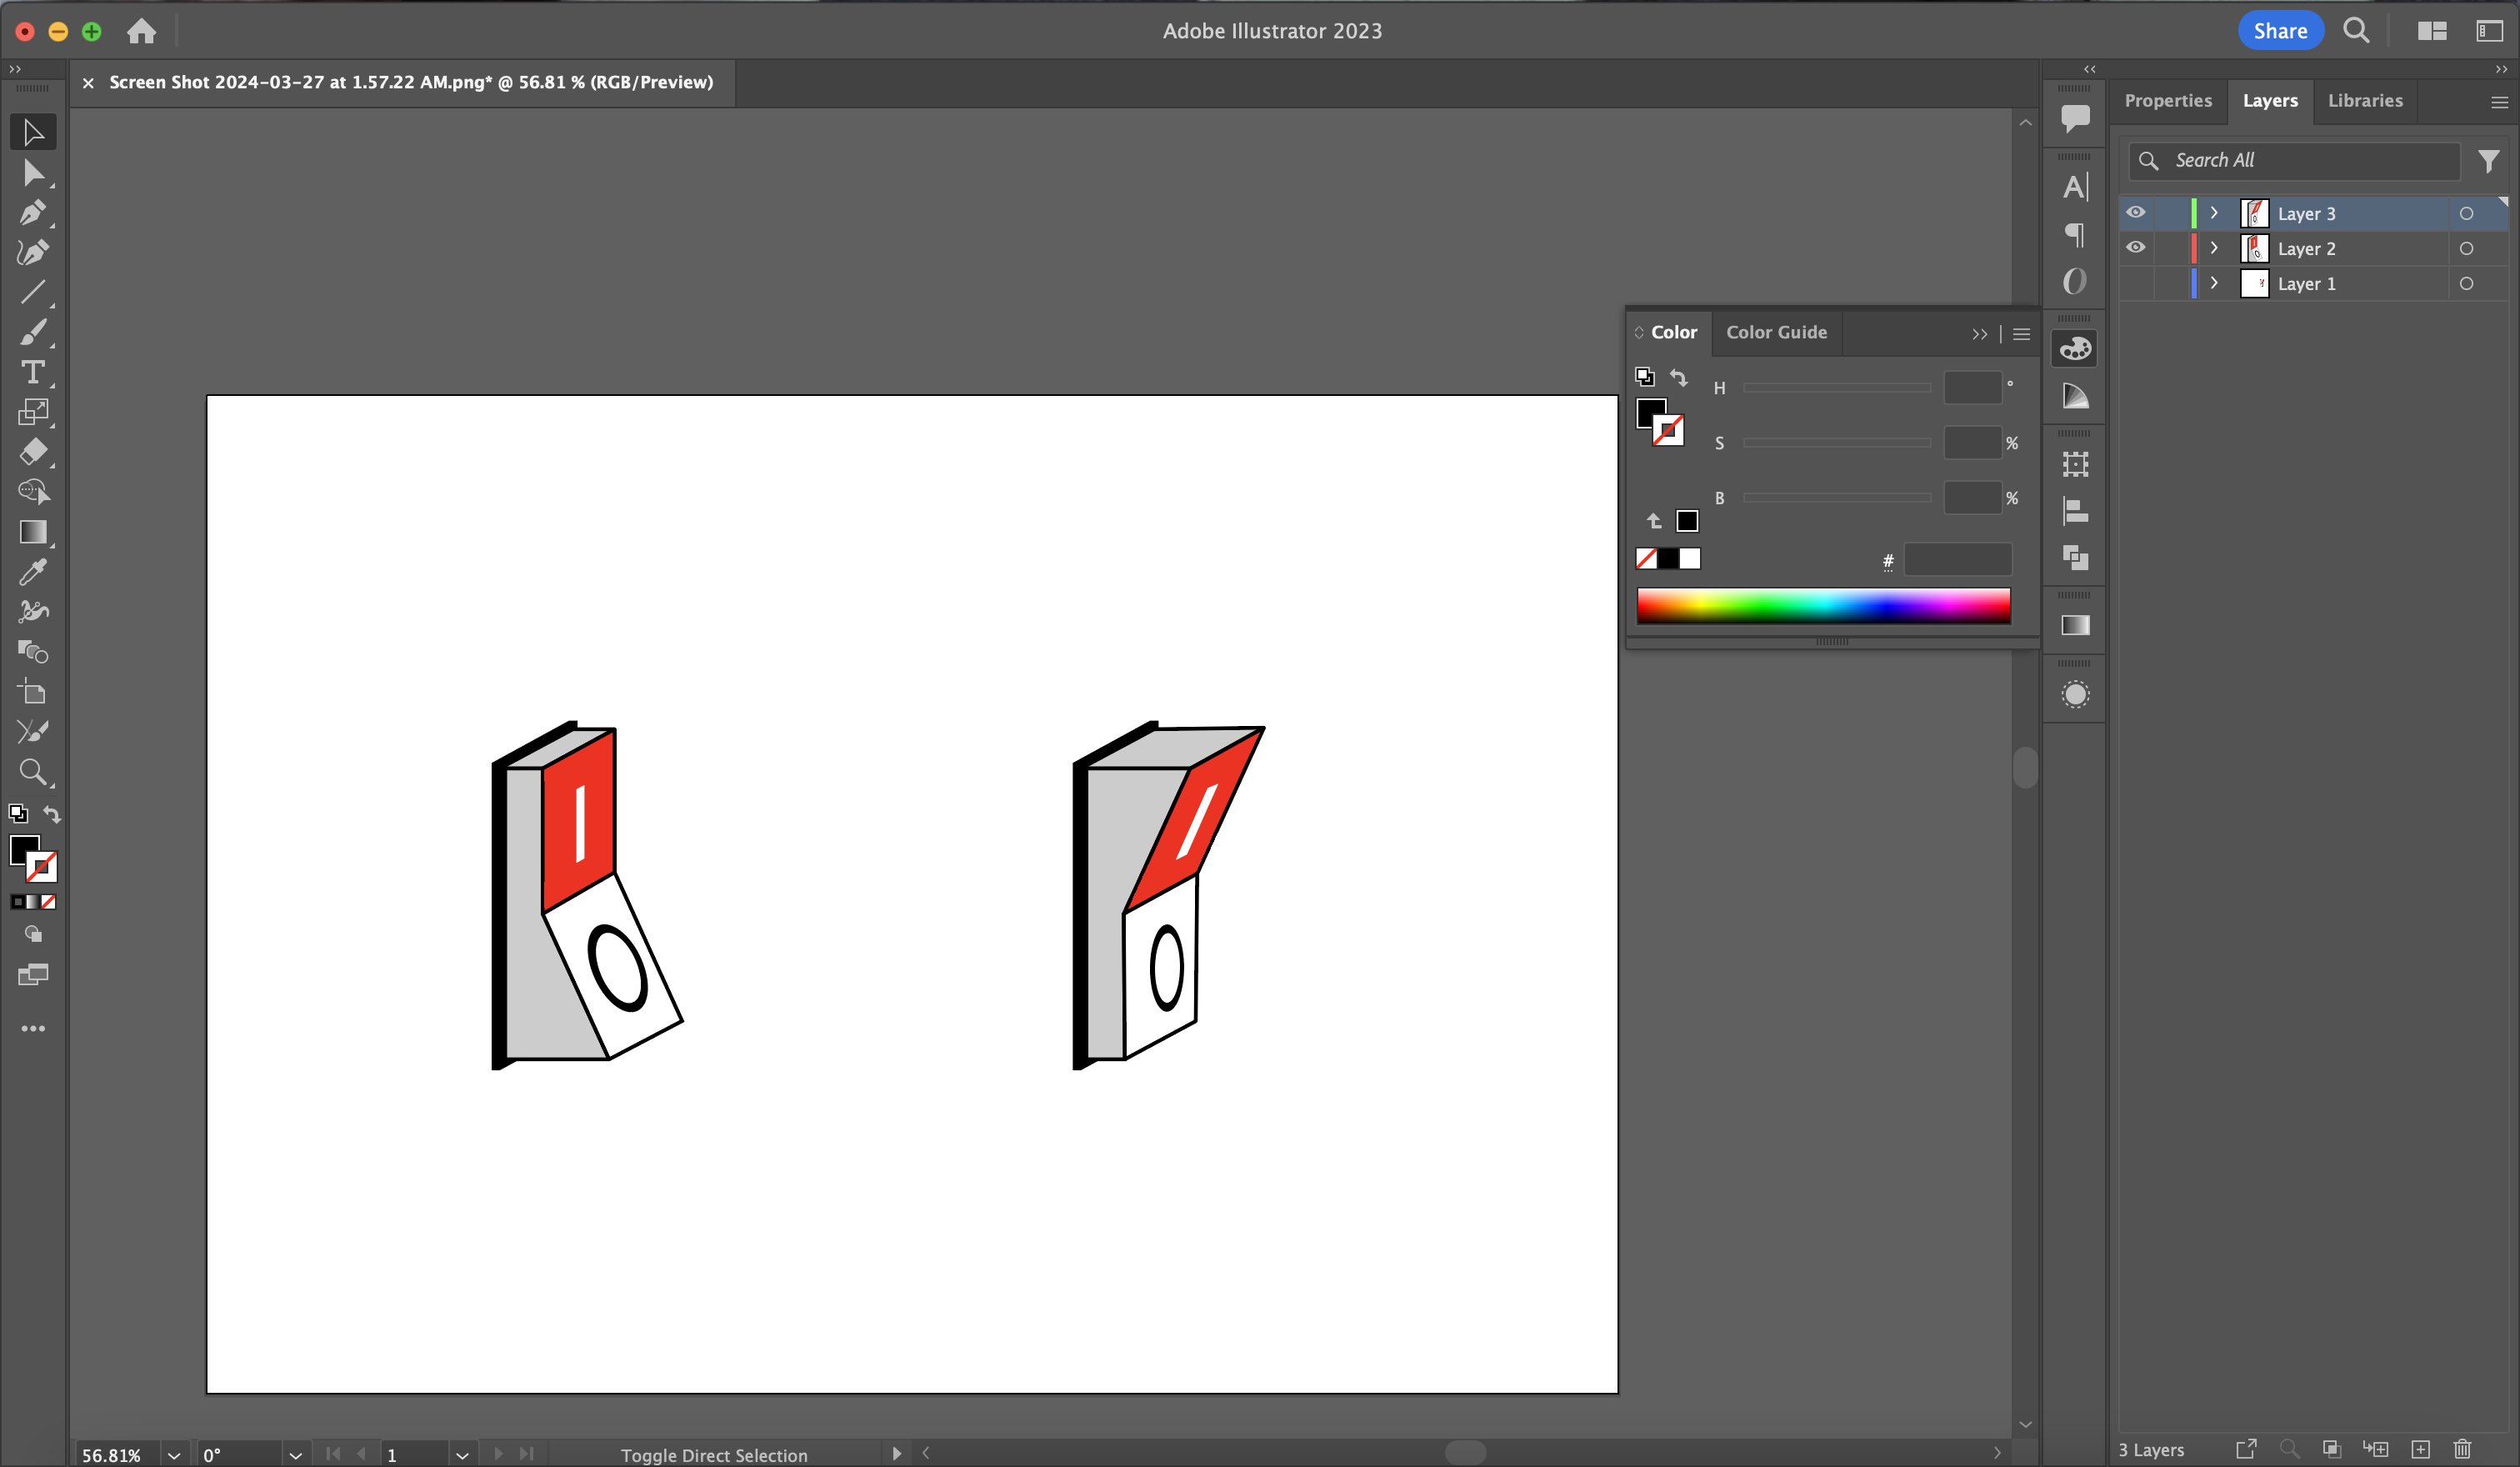 Adobe Illustrator 2023
Share
× Screen Shot 2024-03-27 at 1.57.22 AM.png* @ 56.81 % (RGB/Preview)
Properties Layers Libraries
Search All
Layer 3
Layer 2
Layer 1
Color Color Guide
H °
S %
B %
#
I
O
I
O
56.81% 0° 1 Toggle Direct Selection
3 Layers